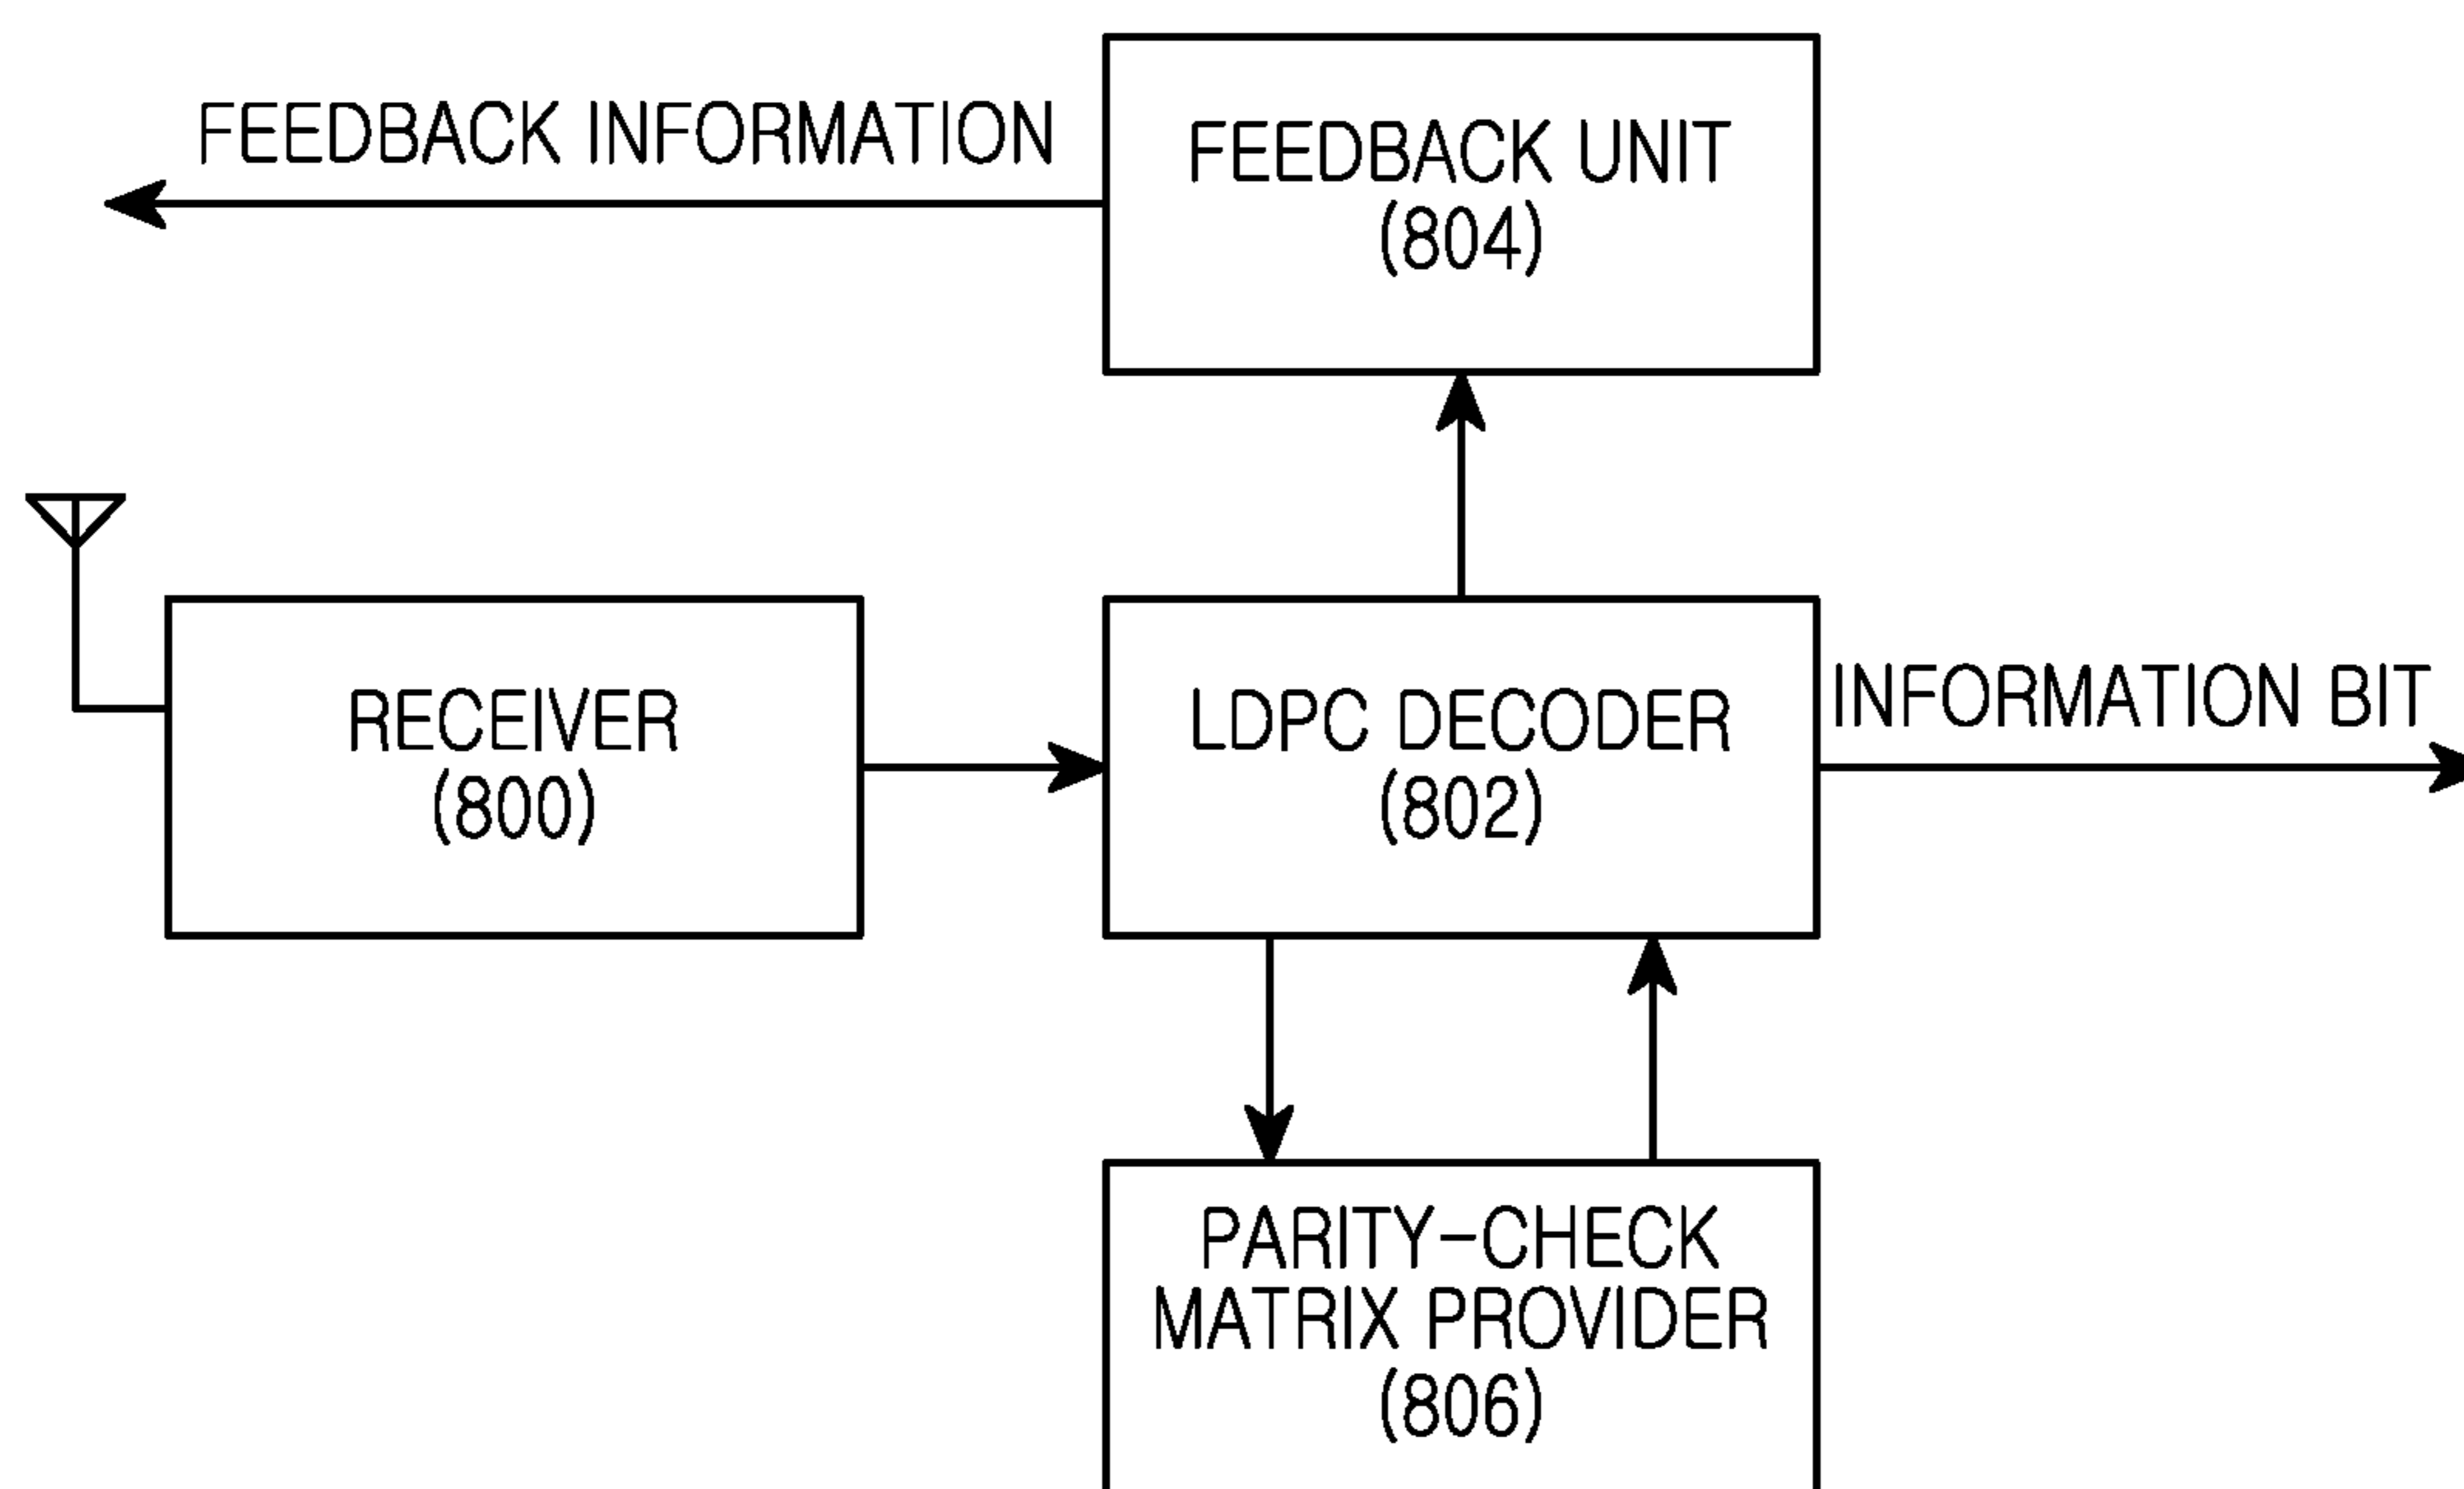 FEEDBACK INFORMATION
FEEDBACK UNIT
(804)
RECEIVER
(800)
LDPC DECODER
(802)
INFORMATION BIT
PARITY-CHECK
MATRIX PROVIDER
(806)